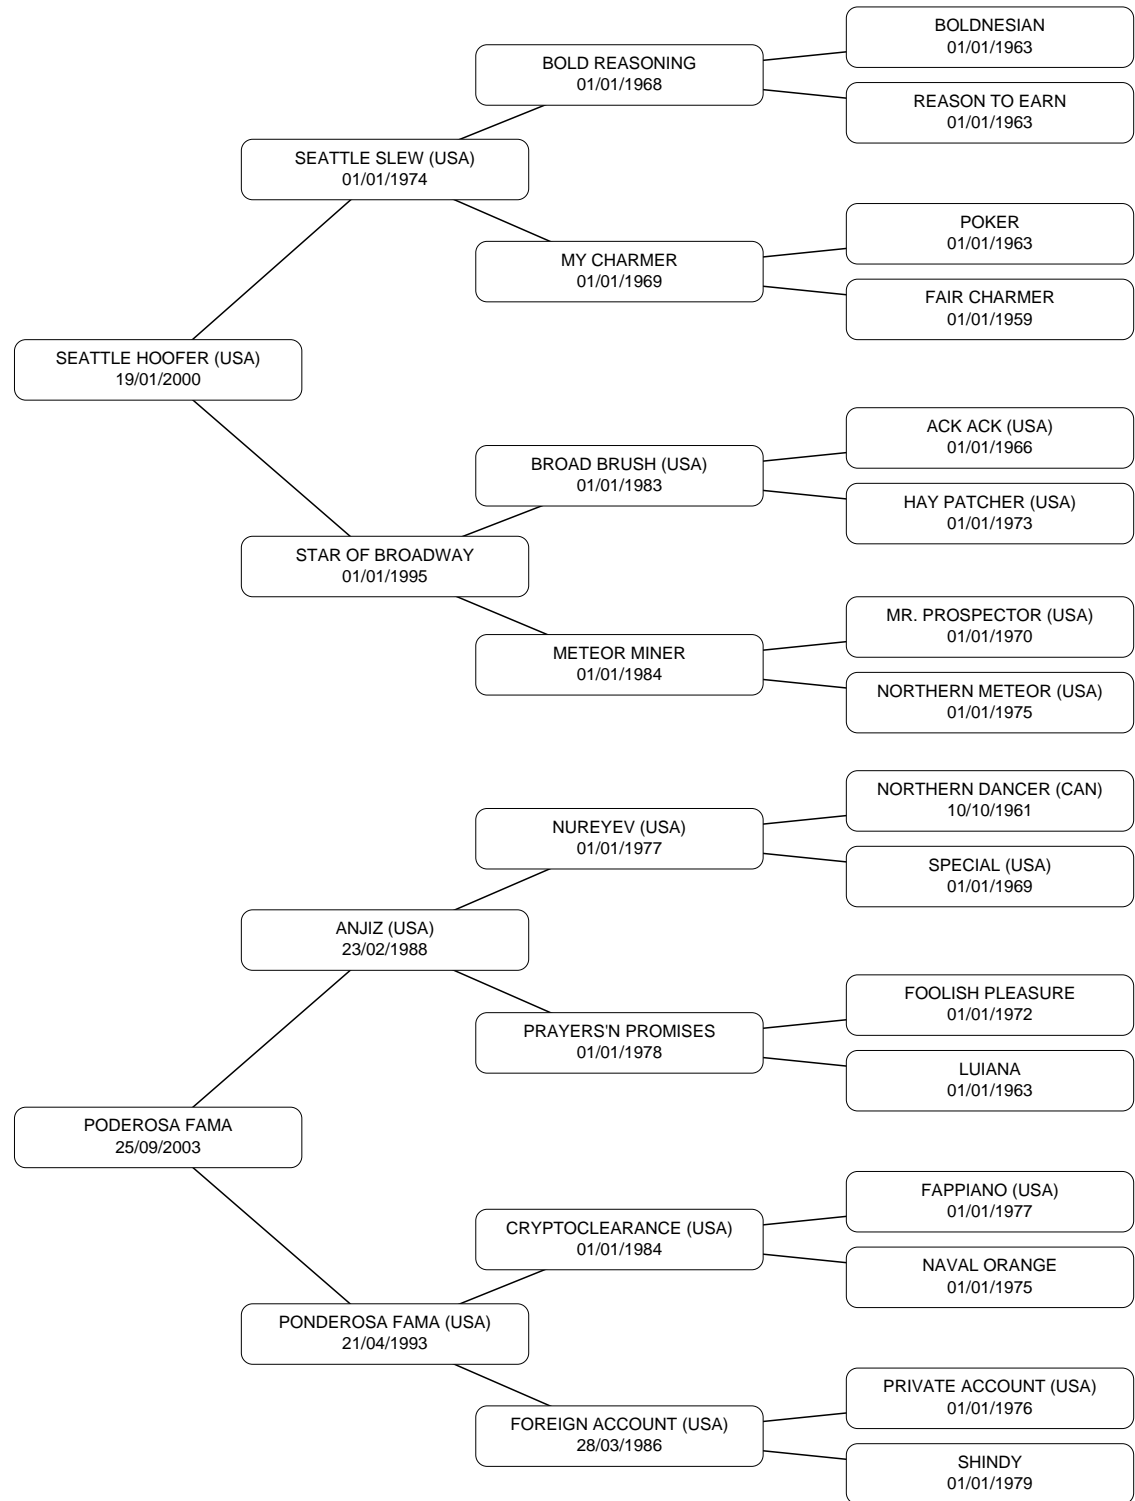 BOLDNESIAN
01/01/1963
BOLD REASONING
01/01/1968
REASON TO EARN
01/01/1963
SEATTLE SLEW (USA)
01/01/1974
POKER
01/01/1963
MY CHARMER
01/01/1969
FAIR CHARMER
01/01/1959
SEATTLE HOOFER (USA)
19/01/2000
ACK ACK (USA)
01/01/1966
BROAD BRUSH (USA)
01/01/1983
HAY PATCHER (USA)
01/01/1973
STAR OF BROADWAY
01/01/1995
MR. PROSPECTOR (USA)
01/01/1970
METEOR MINER
01/01/1984
NORTHERN METEOR (USA)
01/01/1975
NORTHERN DANCER (CAN)
10/10/1961
NUREYEV (USA)
01/01/1977
SPECIAL (USA)
01/01/1969
ANJIZ (USA)
23/02/1988
FOOLISH PLEASURE
01/01/1972
PRAYERS'N PROMISES
01/01/1978
LUIANA
01/01/1963
PODEROSA FAMA
25/09/2003
FAPPIANO (USA)
01/01/1977
CRYPTOCLEARANCE (USA)
01/01/1984
NAVAL ORANGE
01/01/1975
PONDEROSA FAMA (USA)
21/04/1993
PRIVATE ACCOUNT (USA)
01/01/1976
FOREIGN ACCOUNT (USA)
28/03/1986
SHINDY
01/01/1979